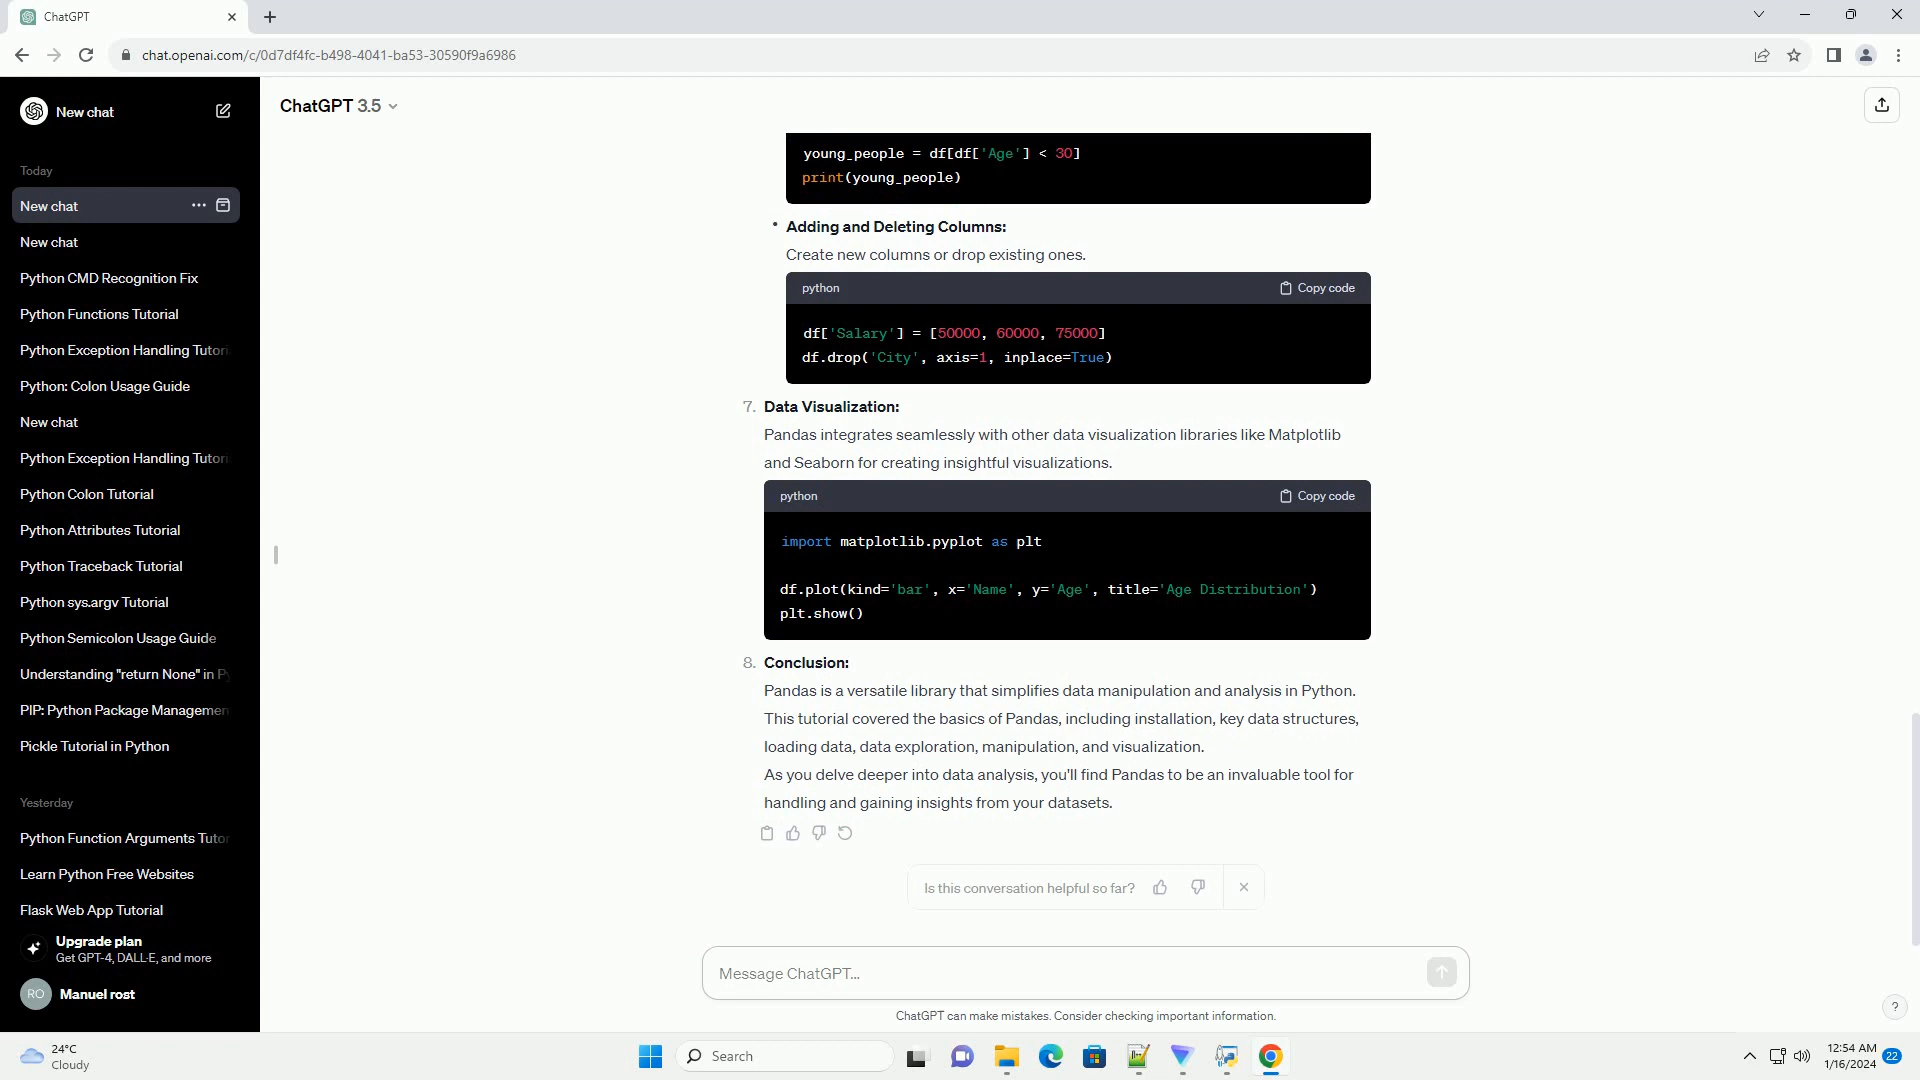 ChatGPT
chat.openai.com/c/0d7df4fc-b498-4041-ba53-30590f9a6986
New chat
Today
New chat
New chat
Python CMD Recognition Fix
Python Functions Tutorial
Python Exception Handling Tutori
Python: Colon Usage Guide
New chat
Python Exception Handling Tutori
Python Colon Tutorial
Python Attributes Tutorial
Python Traceback Tutorial
Python sys.argv Tutorial
Python Semicolon Usage Guide
Understanding "return None" in P
PIP: Python Package Managemen
Pickle Tutorial in Python
Yesterday
Python Function Arguments Tutor
Learn Python Free Websites
Flask Web App Tutorial
Upgrade plan
Get GPT-4, DALL·E, and more
RO Manuel rost
ChatGPT 3.5
young_people = df[df['Age'] < 30]
print(young_people)
• Adding and Deleting Columns:
Create new columns or drop existing ones.
python Copy code
df['Salary'] = [50000, 60000, 75000]
df.drop('City', axis=1, inplace=True)
7. Data Visualization:
Pandas integrates seamlessly with other data visualization libraries like Matplotlib
and Seaborn for creating insightful visualizations.
python Copy code
import matplotlib.pyplot as plt
df.plot(kind='bar', x='Name', y='Age', title='Age Distribution')
plt.show()
8. Conclusion:
Pandas is a versatile library that simplifies data manipulation and analysis in Python.
This tutorial covered the basics of Pandas, including installation, key data structures,
loading data, data exploration, manipulation, and visualization.
As you delve deeper into data analysis, you'll find Pandas to be an invaluable tool for
handling and gaining insights from your datasets.
Is this conversation helpful so far?
Message ChatGPT...
ChatGPT can make mistakes. Consider checking important information.
?
24°C
Cloudy
Search
12:54 AM
1/16/2024
22